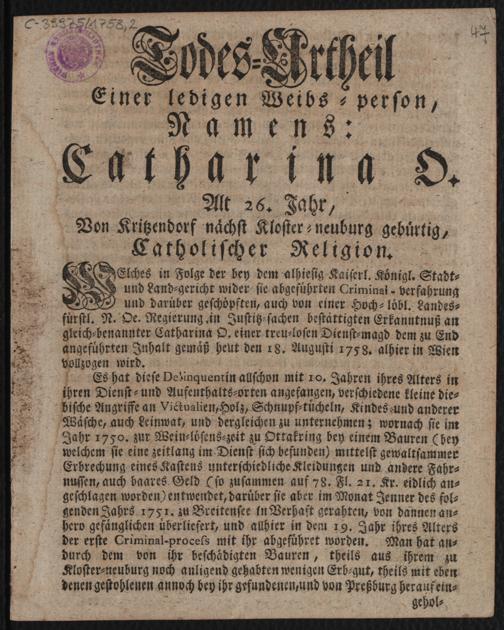 C-39975/1758,2
47
Todes-Urtheil
Einer ledigen Weibs-person,
Namens:
Catharina O.
Alt 26. Jahr,
Von Kritzendorf nächst Kloster-neuburg gebürtig,
Catholischer Religion.
WElches in Folge der bey dem alhiesig Kaiserl. Königl. Stadt-
und Land-gericht wider sie abgeführten Criminal-verfahrung
und darüber geschöpften, auch von einer Hoch-löbl. Landes-
fürstl. N. Oe. Regierung in Justitz-sachen bestättigten Erkanntnuß an
gleich-benannter Catharina O. einer treu-losen Dienst-magd dem zu End
angeführten Inhalt gemäß heut den 18. Augusti 1758. alhier in Wien
vollzogen wird.
Es hat diese Delinquentin allschon mit 10. Jahren ihres Alters in
ihren Dienst- und Aufenthalts-orten angefangen, verschiedene kleine die-
bische Angriffe an Victualien, Holz, Schnupf-tücheln, Kindes- und anderer
Wäsche, auch Leinwat, und dergleichen zu unternehmen; wornach sie im
Jahr 1750. zur Wein-lösens-zeit zu Ottakring bey einem Bauren (bey
welchem sie eine zeitlang im Dienst sich befunden) mittelst gewaltsammer
Erbrechung eines Kastens unterschiedliche Kleidungen und andere Fahr-
nussen, auch baares Geld (so zusammen auf 78. Fl. 21. Kr. eidlich an-
geschlagen worden) entwendet, darüber sie aber im Monat Jenner des fol-
genden Jahrs 1751. zu Breitensee in Verhaft gerahten, von dannen an-
hero gefänglichen überliefert, und allhier in dem 19. Jahr ihres Alters
der erste Criminal-process mit ihr abgeführet worden. Man hat an-
durch dem von ihr beschädigten Bauren, theils aus ihrem zu
Kloster-neuburg noch anligend gehabten wenigen Erb-gut, theils mit eben
denen gestohlenen annoch bey ihr gefundenen, und von Preßburg herauf ein-
gehol-